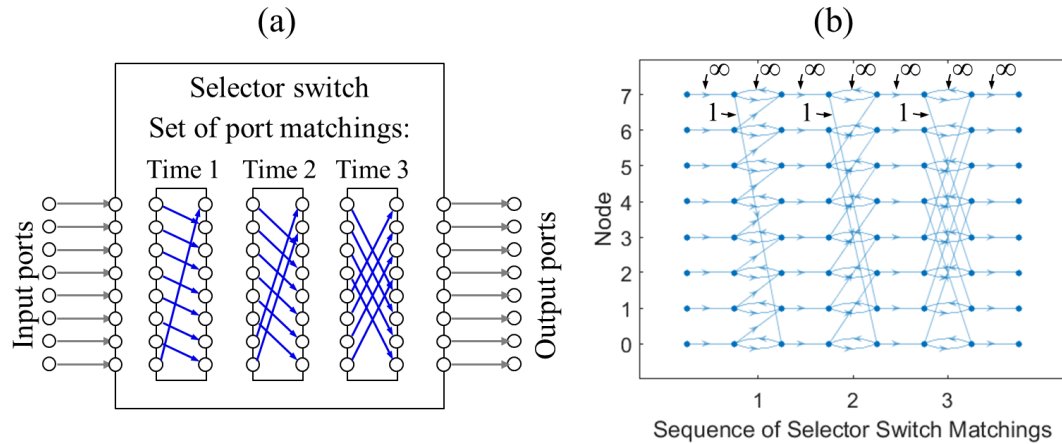 (a)
Selector switch
Set of port matchings:
Time 1 Time 2 Time 3
Input ports
Output ports
(b)
∞ ∞ ∞ ∞ ∞ ∞ ∞
7
1 1 1
6
5
4
3
2
1
0
Node
1 2 3
Sequence of Selector Switch Matchings